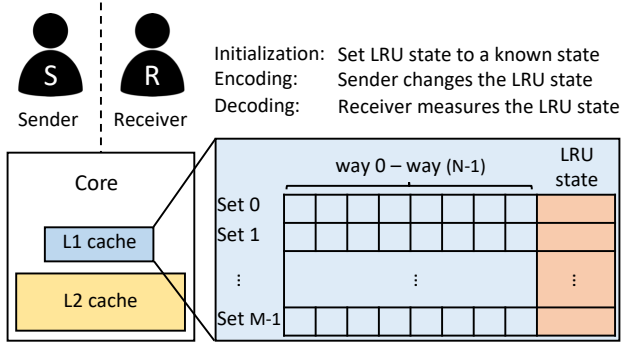 S
R
Sender
Receiver
Initialization: Set LRU state to a known state
Encoding: Sender changes the LRU state
Decoding: Receiver measures the LRU state
Core
L1 cache
L2 cache
way 0 – way (N-1)
LRU
state
Set 0
Set 1
⋮ ⋮ ⋮
Set M-1